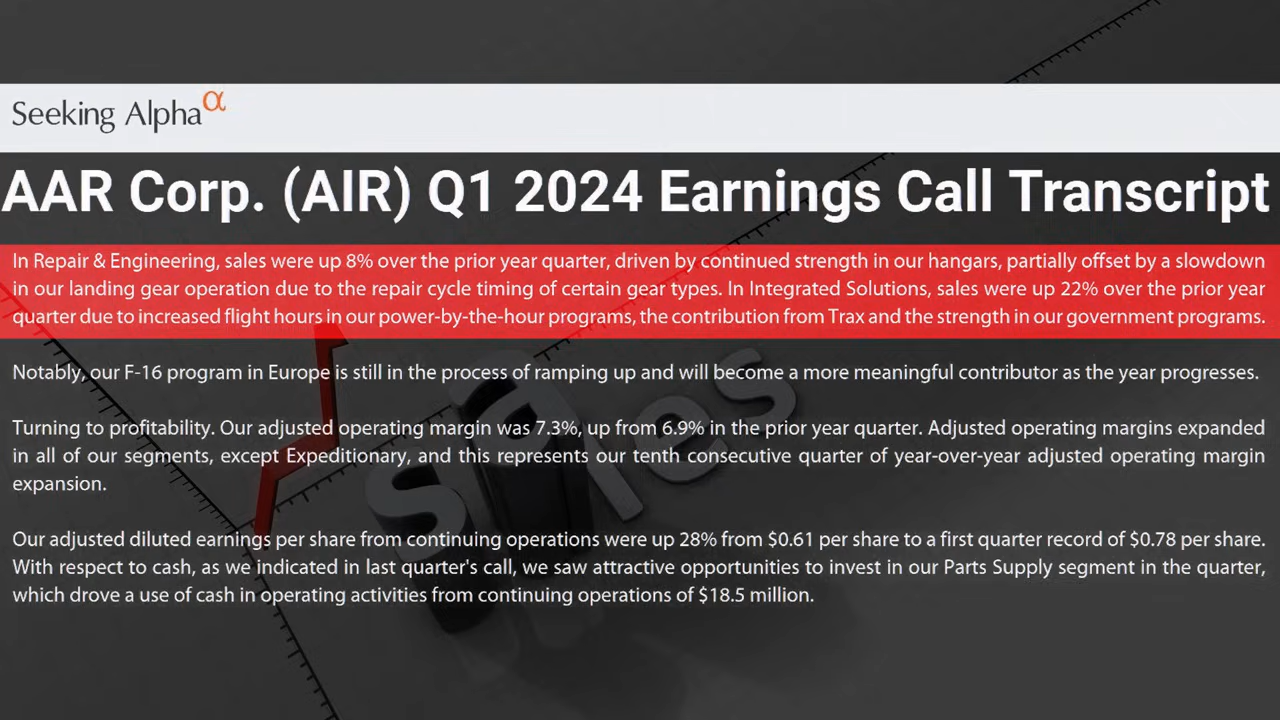 Seeking Alpha α
AAR Corp. (AIR) Q1 2024 Earnings Call Transcript
In Repair & Engineering, sales were up 8% over the prior year quarter, driven by continued strength in our hangars, partially offset by a slowdown
in our landing gear operation due to the repair cycle timing of certain gear types. In Integrated Solutions, sales were up 22% over the prior year
quarter due to increased flight hours in our power-by-the-hour programs, the contribution from Trax and the strength in our government programs.
Notably, our F-16 program in Europe is still in the process of ramping up and will become a more meaningful contributor as the year progresses.
Turning to profitability. Our adjusted operating margin was 7.3%, up from 6.9% in the prior year quarter. Adjusted operating margins expanded
in all of our segments, except Expeditionary, and this represents our tenth consecutive quarter of year-over-year adjusted operating margin
expansion.
Our adjusted diluted earnings per share from continuing operations were up 28% from $0.61 per share to a first quarter record of $0.78 per share.
With respect to cash, as we indicated in last quarter's call, we saw attractive opportunities to invest in our Parts Supply segment in the quarter,
which drove a use of cash in operating activities from continuing operations of $18.5 million.
sales